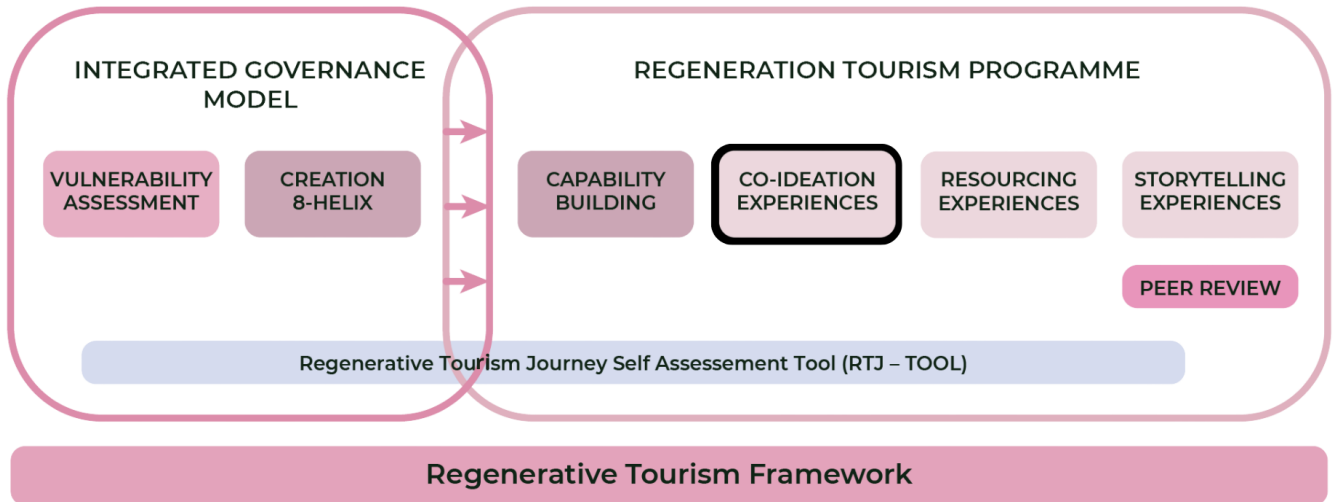 INTEGRATED GOVERNANCE
MODEL
REGENERATION TOURISM PROGRAMME
VULNERABILITY
ASSESSMENT
CREATION
8-HELIX
CAPABILITY
BUILDING
CO-IDEATION
EXPERIENCES
RESOURCING
EXPERIENCES
STORYTELLING
EXPERIENCES
PEER REVIEW
Regenerative Tourism Journey Self Assessement Tool (RTJ – TOOL)
Regenerative Tourism Framework